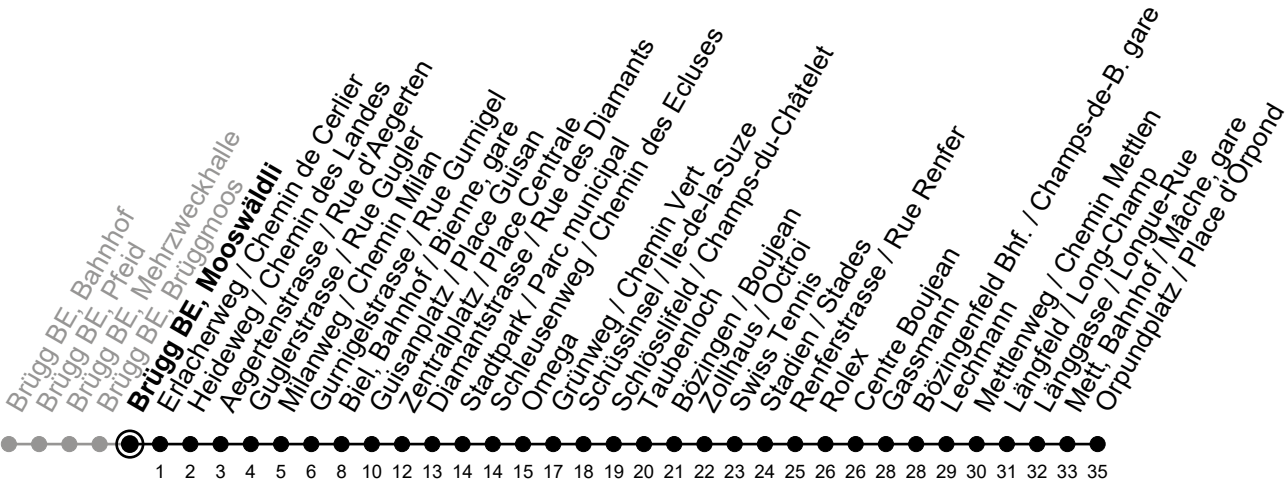 Brügg BE, Bahnhof
Brügg BE, Pfeid
Brügg BE, Mehrzweckhalle
Brügg BE, Brüggmoos
Brügg BE, Mooswäldli
Erlacherweg / Chemin de Cerlier
Heideweg / Chemin des Landes
Aegertenstrasse / Rue d'Aegerten
Guglerstrasse / Rue Gugler
Milanweg / Chemin Milan
Gurnigelstrasse / Rue Gurnigel
Biel, Bahnhof / Bienne, gare
Guisanplatz / Place Guisan
Zentralplatz / Place Centrale
Diamantstrasse / Rue des Diamants
Stadtpark / Parc municipal
Schleusenweg / Chemin des Ecluses
Omega
Grünweg / Chemin Vert
Schüssinsel / Ile-de-la-Suze
Schlösslifeld / Champs-du-Châtelet
Taubenloch
Bözingen / Boujean
Zollhaus / Octroi
Swiss Tennis
Stadien / Stades
Renferstrasse / Rue Renfer
Rolex
Centre Boujean
Gassmann
Bözingenfeld Bhf. / Champs-de-B. gare
Lechmann
Mettlenweg / Chemin Mettlen
Längfeld / Long-Champ
Länggasse / Longue-Rue
Mett, Bahnhof / Mâche, gare
Orpundplatz / Place d'Orpond
1 2 3 4 5 6 8 10 12 13 14 14 15 17 18 19 20 21 22 23 24 25 26 26 28 28 29 30 31 32 33 35